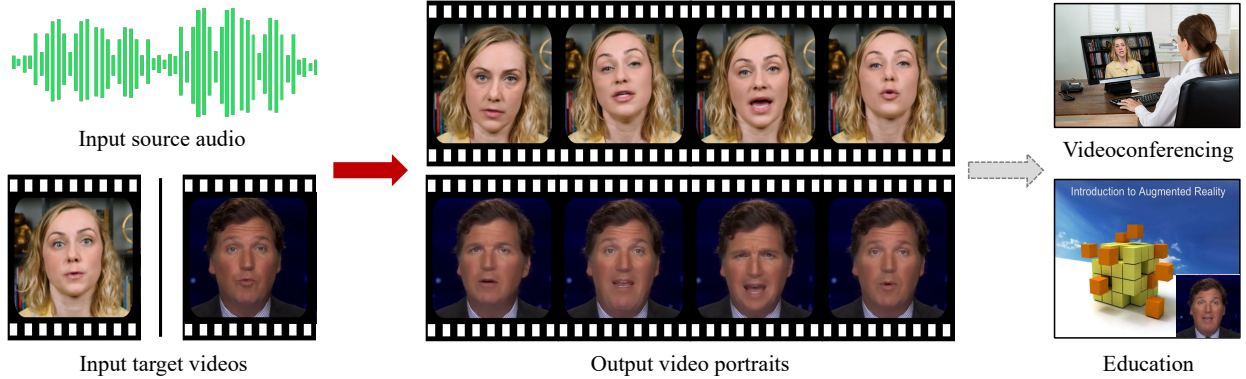 Input source audio
Input target videos
Output video portraits
Videoconferencing
Introduction to Augmented Reality
Education